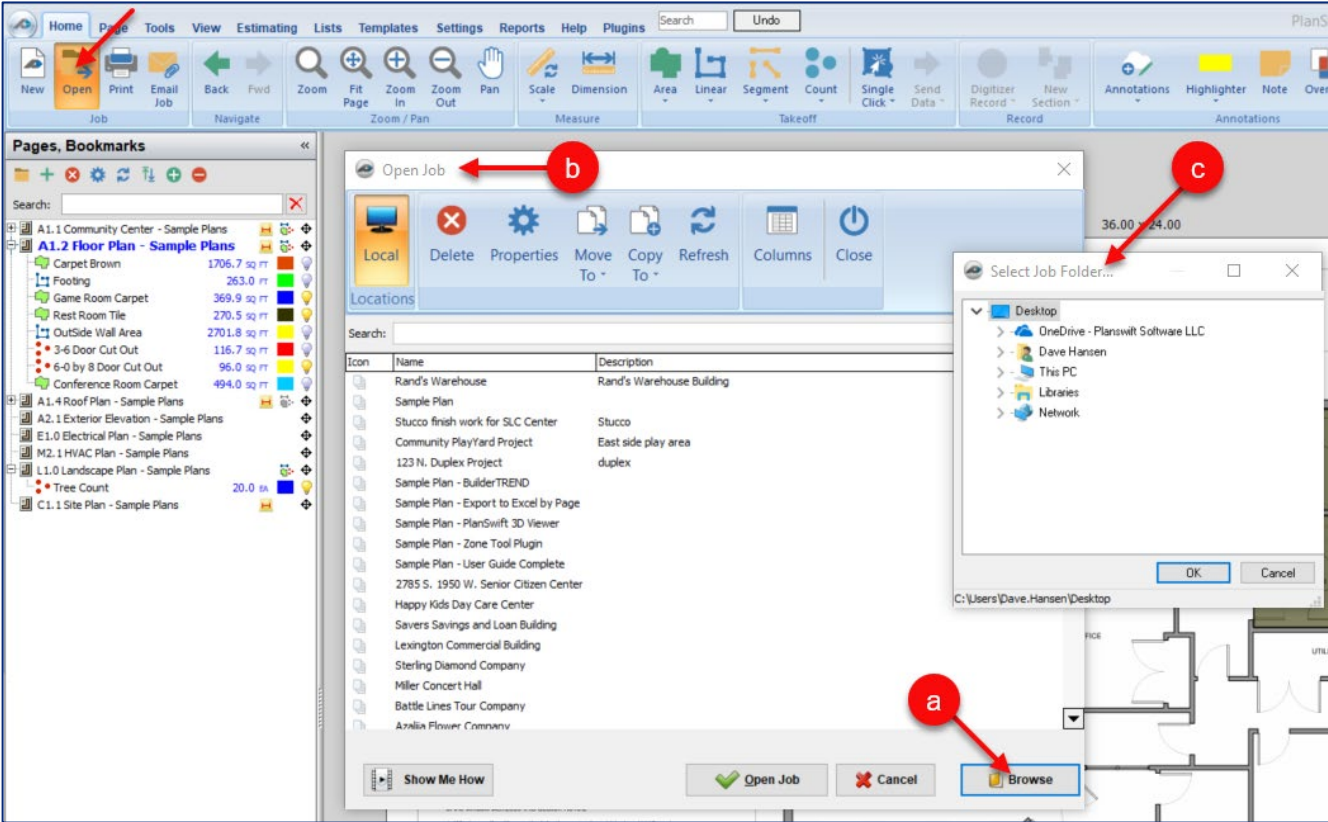 Home Page Tools View Estimating Lists Templates Settings Reports Help Plugins Search Undo
New Open Print Email Job Back Fwd Zoom Fit Page Zoom In Zoom Out Pan Scale Dimension Area Linear Segment Count Single Click Send Data Digitizer Record New Section Annotations Highlighter Note
Job Navigate Zoom / Pan Measure Takeoff Record Annotations
Pages, Bookmarks
Search:
A1.1 Community Center - Sample Plans
A1.2 Floor Plan - Sample Plans
Carpet Brown 1706.7 SQ FT
Footing 263.0 FT
Game Room Carpet 369.9 SQ FT
Rest Room Tile 270.5 SQ FT
OutSide Wall Area 2701.8 SQ FT
3-6 Door Cut Out 116.7 SQ FT
6-0 by 8 Door Cut Out 96.0 SQ FT
Conference Room Carpet 494.0 SQ FT
A1.4 Roof Plan - Sample Plans
A2.1 Exterior Elevation - Sample Plans
E1.0 Electrical Plan - Sample Plans
M2.1 HVAC Plan - Sample Plans
L1.0 Landscape Plan - Sample Plans
Tree Count 20.0 EA
C1.1 Site Plan - Sample Plans
Open Job
b
Local Delete Properties Move To Copy To Refresh Columns Close
Locations
Search:
Icon Name Description
Rand's Warehouse Rand's Warehouse Building
Sample Plan
Stucco finish work for SLC Center Stucco
Community PlayYard Project East side play area
123 N. Duplex Project duplex
Sample Plan - BuilderTREND
Sample Plan - Export to Excel by Page
Sample Plan - PlanSwift 3D Viewer
Sample Plan - Zone Tool Plugin
Sample Plan - User Guide Complete
2785 S. 1950 W. Senior Citizen Center
Happy Kids Day Care Center
Savers Savings and Loan Building
Lexington Commercial Building
Sterling Diamond Company
Miller Concert Hall
Battle Lines Tour Company
Azalia Flower Company
a
Show Me How Open Job Cancel Browse
c
36.00 x 24.00
Select Job Folder...
Desktop
OneDrive - Planswift Software LLC
Dave Hansen
This PC
Libraries
Network
OK Cancel
C:\Users\Dave.Hansen\Desktop